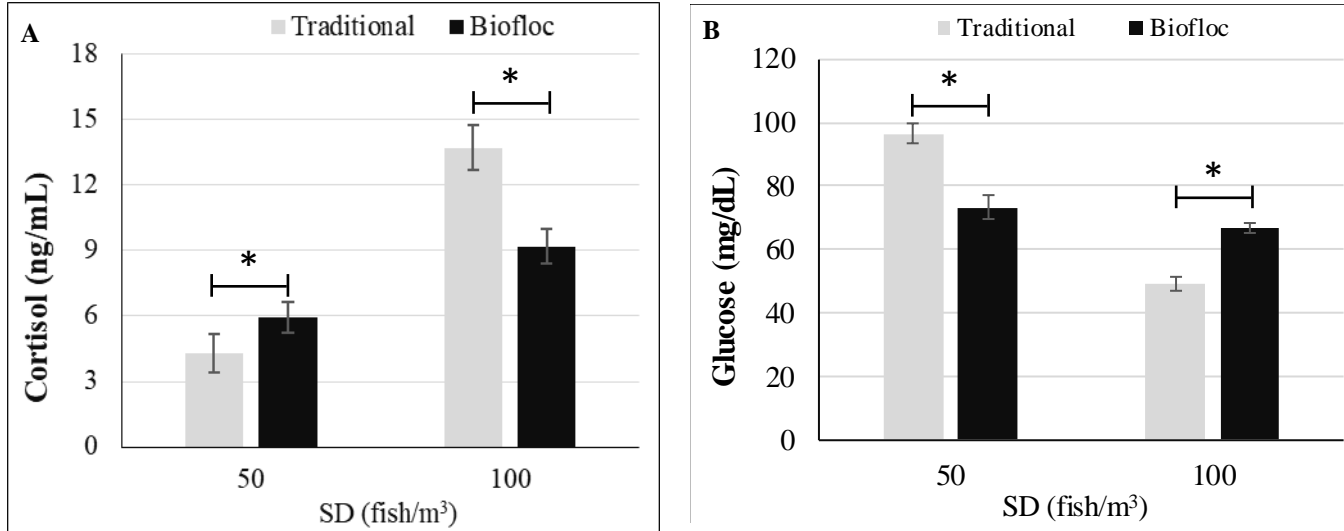 A
Traditional Biofloc
Cortisol (ng/mL)
18
15
12
9
6
3
0
*
*
50 100
SD (fish/m³)
B
Traditional Biofloc
Glucose (mg/dL)
120
100
80
60
40
20
0
*
*
50 100
SD (fish/m³)